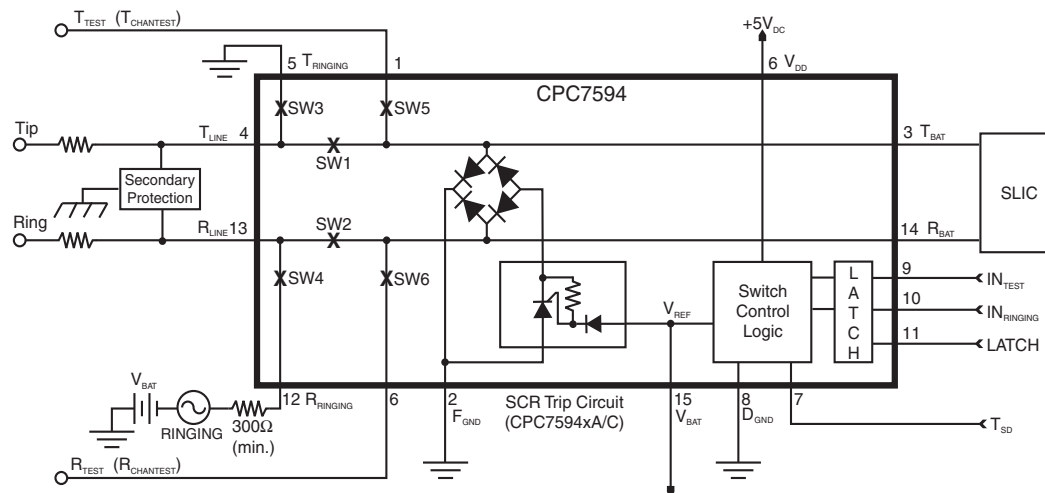 T_TEST (T_CHANTEST)
+5V_DC
5 T_RINGING
1
6 V_DD
CPC7594
SW3
SW5
Tip
T_LINE 4
3 T_BAT
SW1
Secondary
Protection
SLIC
Ring
R_LINE 13
SW2
14 R_BAT
SW4
SW6
9
IN_TEST
Switch
Control
Logic
LATCH
10
IN_RINGING
V_REF
11
LATCH
V_BAT
12 R_RINGING
6
2
F_GND
SCR Trip Circuit
(CPC7594xA/C)
15
V_BAT
8
D_GND
7
RINGING
300Ω
(min.)
T_SD
R_TEST (R_CHANTEST)